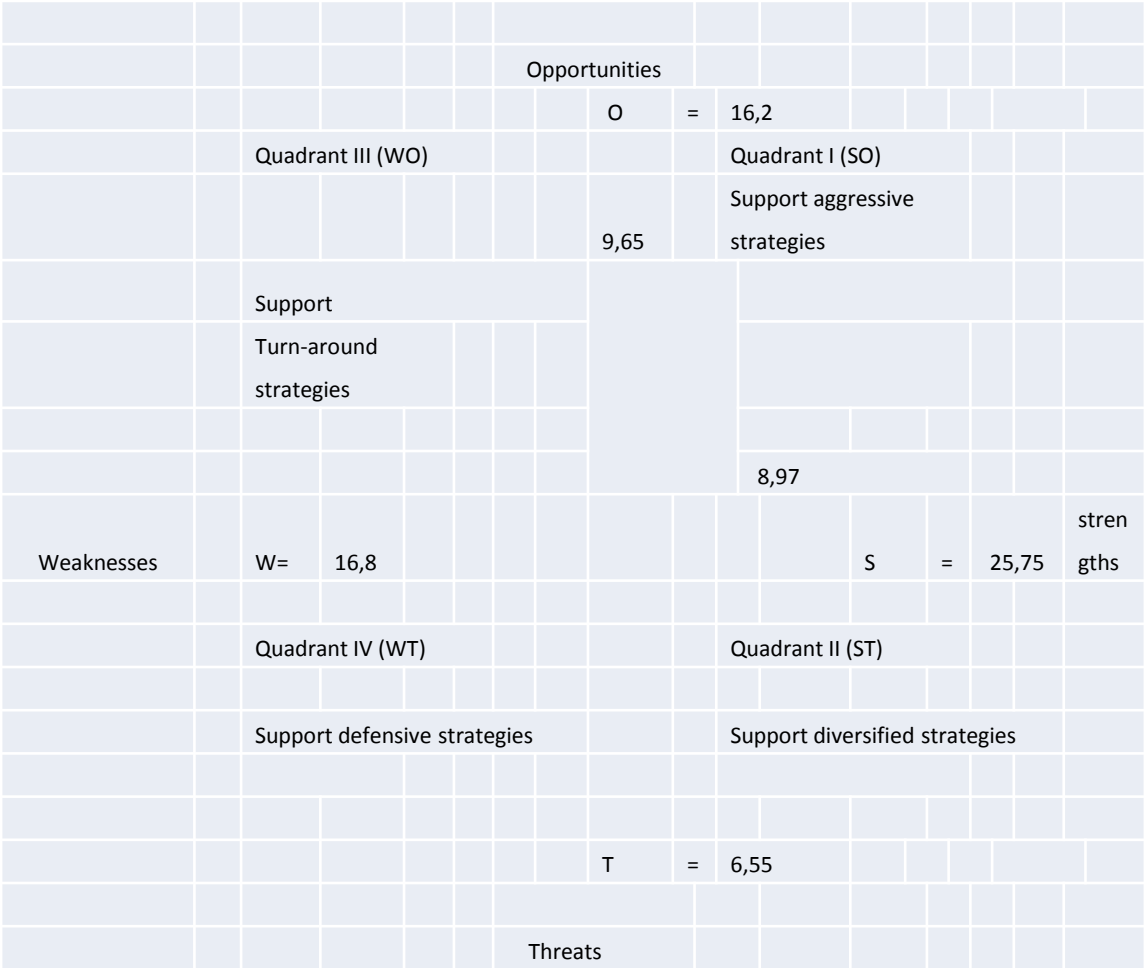 Opportunities
O = 16,2
Quadrant III (WO) Quadrant I (SO)
Support aggressive
9,65 strategies
Support
Turn-around
strategies
8,97
stren
Weaknesses W= 16,8 S = 25,75 gths
Quadrant IV (WT) Quadrant II (ST)
Support defensive strategies Support diversified strategies
T = 6,55
Threats